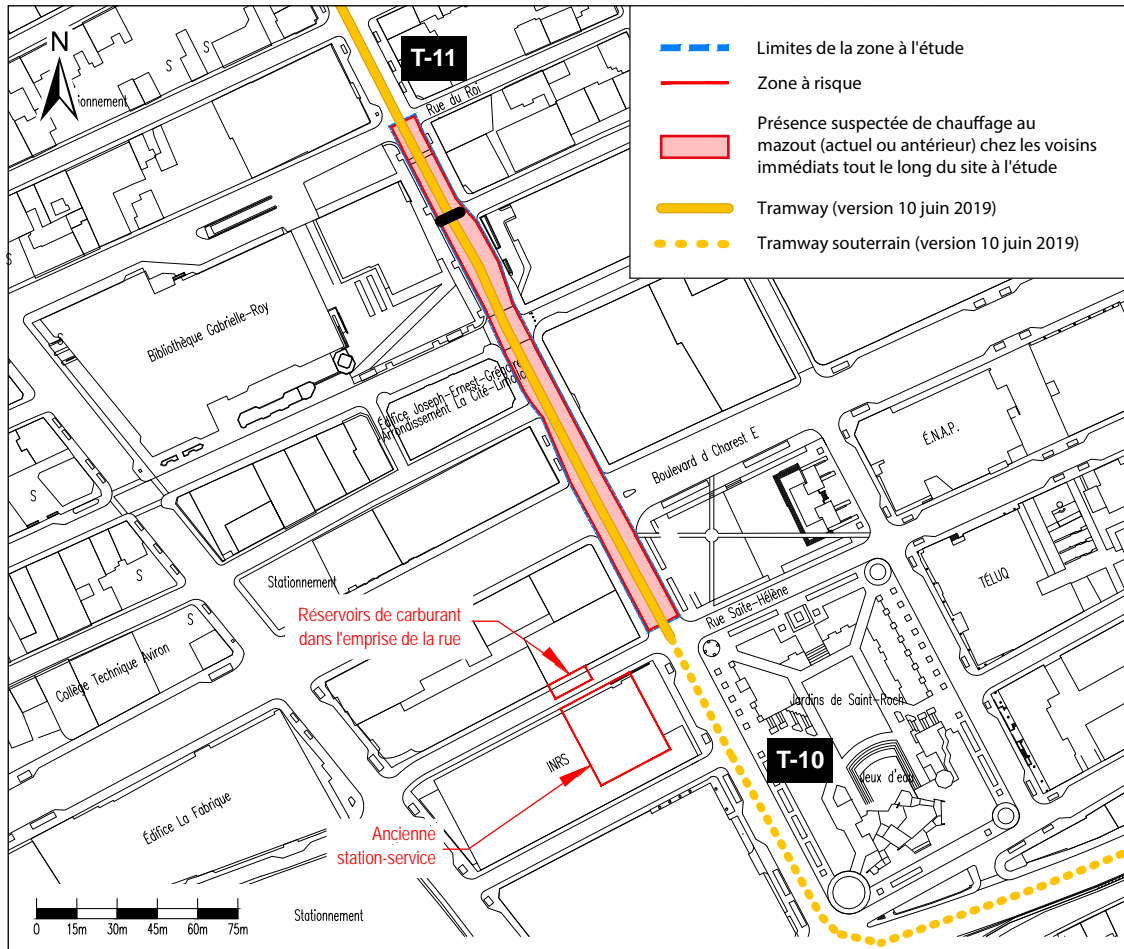 N
T-11
S
S
ionnement
Rue du Roi
Limites de la zone à l'étude
Zone à risque
Présence suspectée de chauffage au
mazout (actuel ou antérieur) chez les voisins
immédiats tout le long du site à l'étude
Tramway (version 10 juin 2019)
Tramway souterrain (version 10 juin 2019)
S
S
Bibliothèque Gabrielle-Roy
Édifice Joseph-Ernest-Grégoire
Arrondissement La Cité-Limoilo
Boulevard d Charest E
É.N.A.P.
S
S
TÉLUQ
S
Stationnement
Rue Saite-Hélène
Réservoirs de carburant
dans l'emprise de la rue
S
Collège Technique Aviron
Jardins de Saint-Roch
T-10
INRS
Jeux d'eau
Édifice La Fabrique
Ancienne
station-service
0 15m 30m 45m 60m 75m
Stationnement